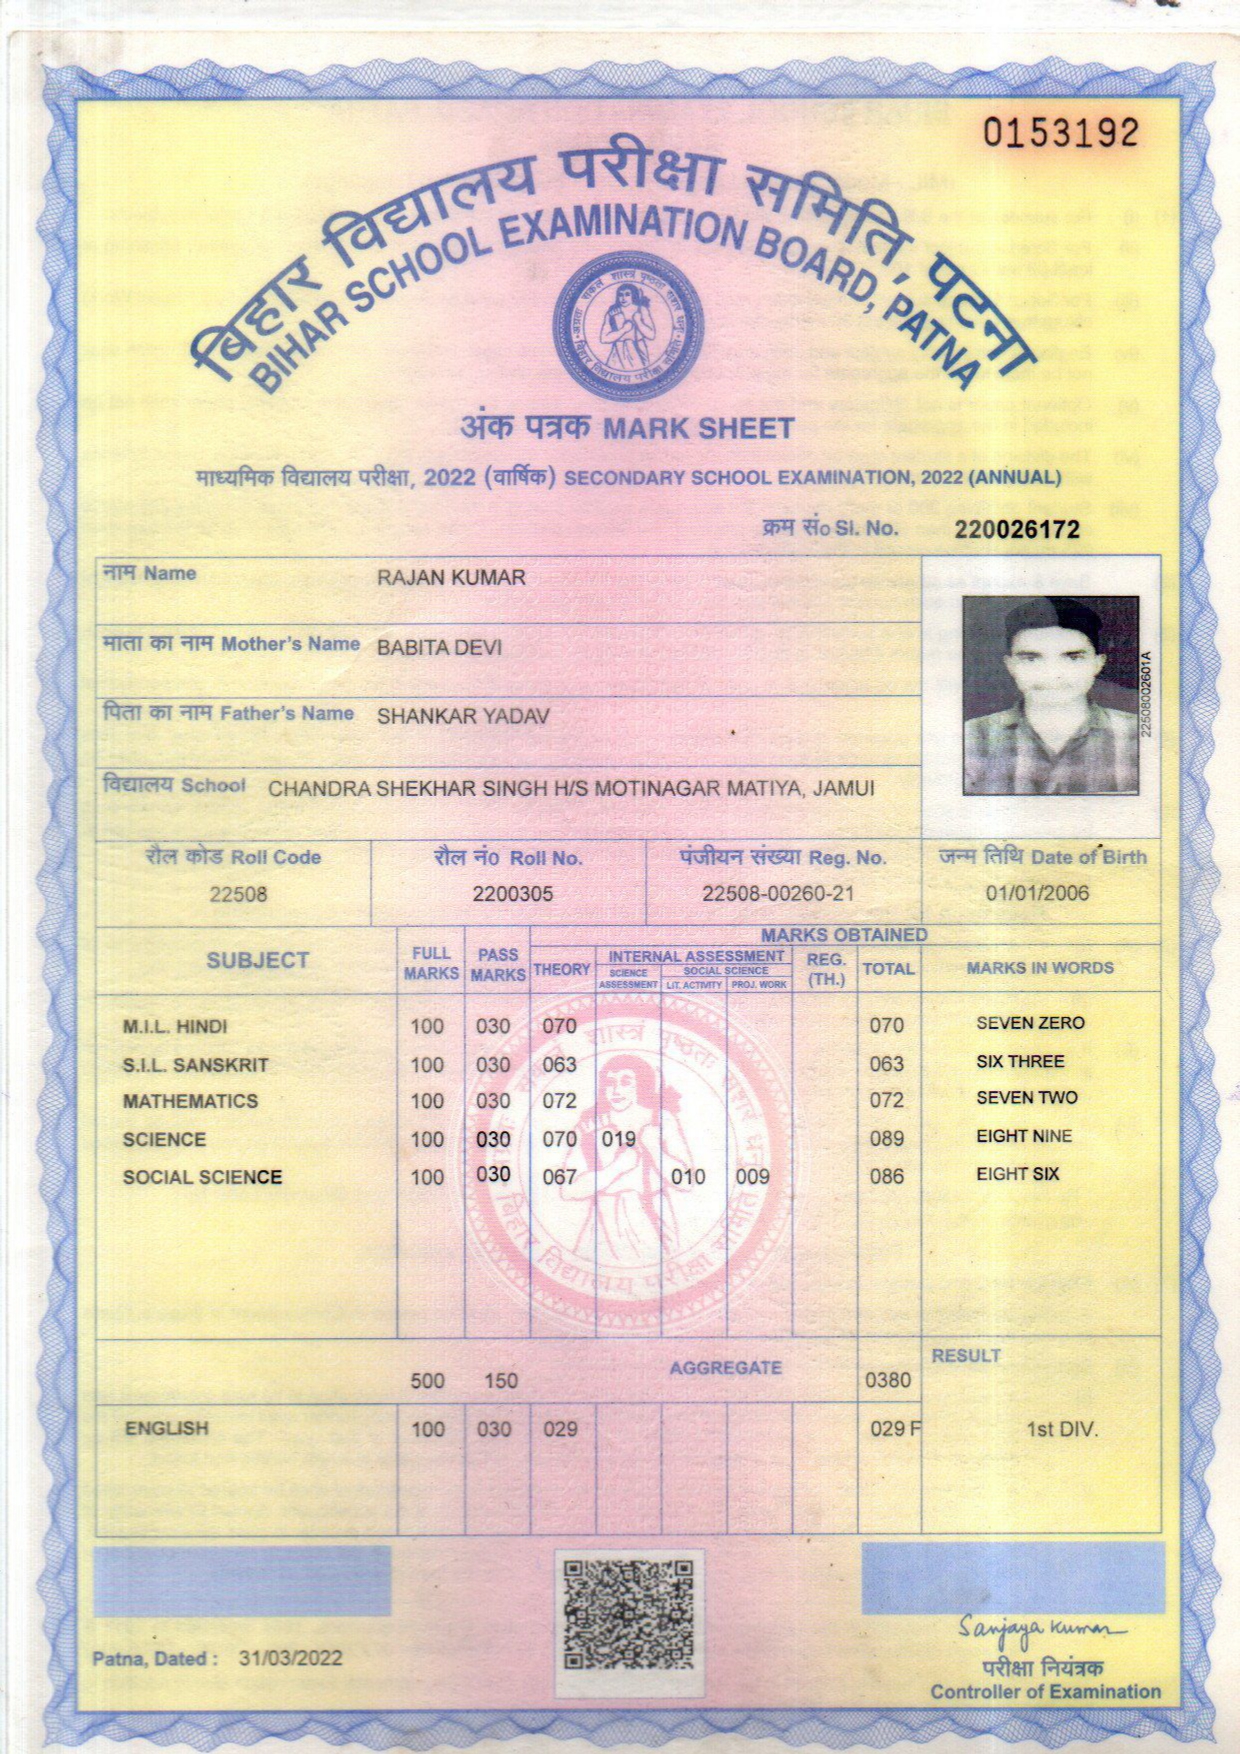 0153192
बिहार विद्यालय परीक्षा समिति, पटना
BIHAR SCHOOL EXAMINATION BOARD, PATNA
अंक पत्रक MARK SHEET
माध्यमिक विद्यालय परीक्षा, 2022 (वार्षिक) SECONDARY SCHOOL EXAMINATION, 2022 (ANNUAL)
क्रम सं० Sl. No. 220026172
नाम Name RAJAN KUMAR
माता का नाम Mother's Name BABITA DEVI
पिता का नाम Father's Name SHANKAR YADAV
22508002601A
विद्यालय School CHANDRA SHEKHAR SINGH H/S MOTINAGAR MATIYA, JAMUI
रौल कोड Roll Code रौल नं० Roll No. पंजीयन संख्या Reg. No. जन्म तिथि Date of Birth
22508 2200305 22508-00260-21 01/01/2006
MARKS OBTAINED
SUBJECT FULL MARKS PASS MARKS THEORY INTERNAL ASSESSMENT REG. (TH.) TOTAL MARKS IN WORDS
SCIENCE ASSESSMENT SOCIAL SCIENCE LIT. ACTIVITY PROJ. WORK
M.I.L. HINDI 100 030 070 070 SEVEN ZERO
S.I.L. SANSKRIT 100 030 063 063 SIX THREE
MATHEMATICS 100 030 072 072 SEVEN TWO
SCIENCE 100 030 070 019 089 EIGHT NINE
SOCIAL SCIENCE 100 030 067 010 009 086 EIGHT SIX
बिहार विद्यालय परीक्षा समिति
500 150 AGGREGATE 0380 RESULT
ENGLISH 100 030 029 029 F 1st DIV.
Sanjaya Kumar
Patna, Dated : 31/03/2022
परीक्षा नियंत्रक
Controller of Examination